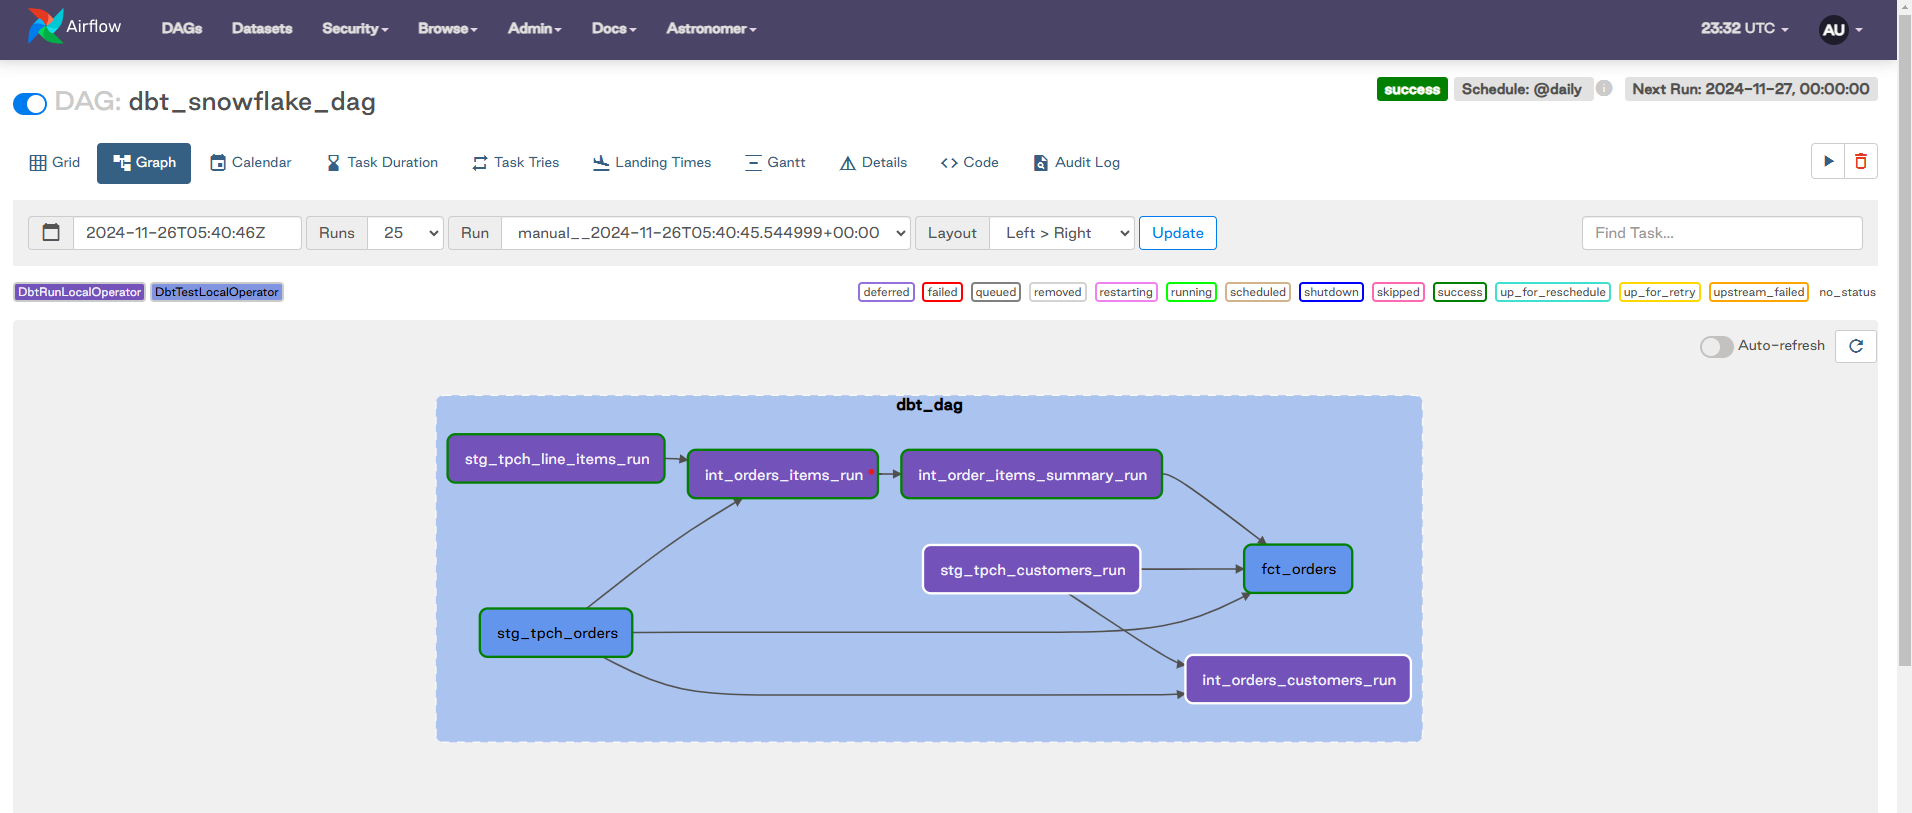 Airflow DAGs Datasets Security Browse Admin Docs Astronomer 23:32 UTC AU
DAG: dbt_snowflake_dag success Schedule: @daily i Next Run: 2024-11-27, 00:00:00
Grid Graph Calendar Task Duration Task Tries Landing Times Gantt Details <> Code Audit Log
2024-11-26T05:40:46Z Runs 25 Run manual__2024-11-26T05:40:45.544999+00:00 Layout Left > Right Update Find Task...
DbtRunLocalOperator DbtTestLocalOperator deferred failed queued removed restarting running scheduled shutdown skipped success up_for_reschedule up_for_retry upstream_failed no_status
Auto-refresh
dbt_dag
stg_tpch_line_items_run
int_orders_items_run
int_order_items_summary_run
stg_tpch_customers_run
fct_orders
stg_tpch_orders
int_orders_customers_run